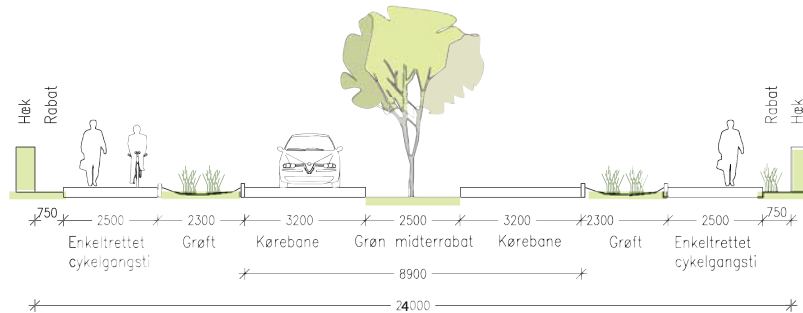 Hæk
Rabat
Rabat
Hæk
750 2500 2300 3200 2500 3200 2300 2500 750
Enkeltrettet cykelgangsti
Grøft
Kørebane
Grøn midterrabat
Kørebane
Grøft
Enkeltrettet cykelgangsti
8900
24000